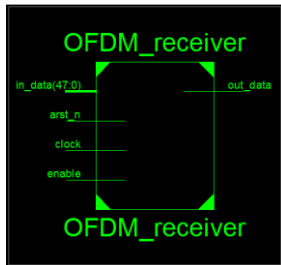 OFDM_receiver
in_data(47:0)
out_data
arst_n
clock
enable
OFDM_receiver